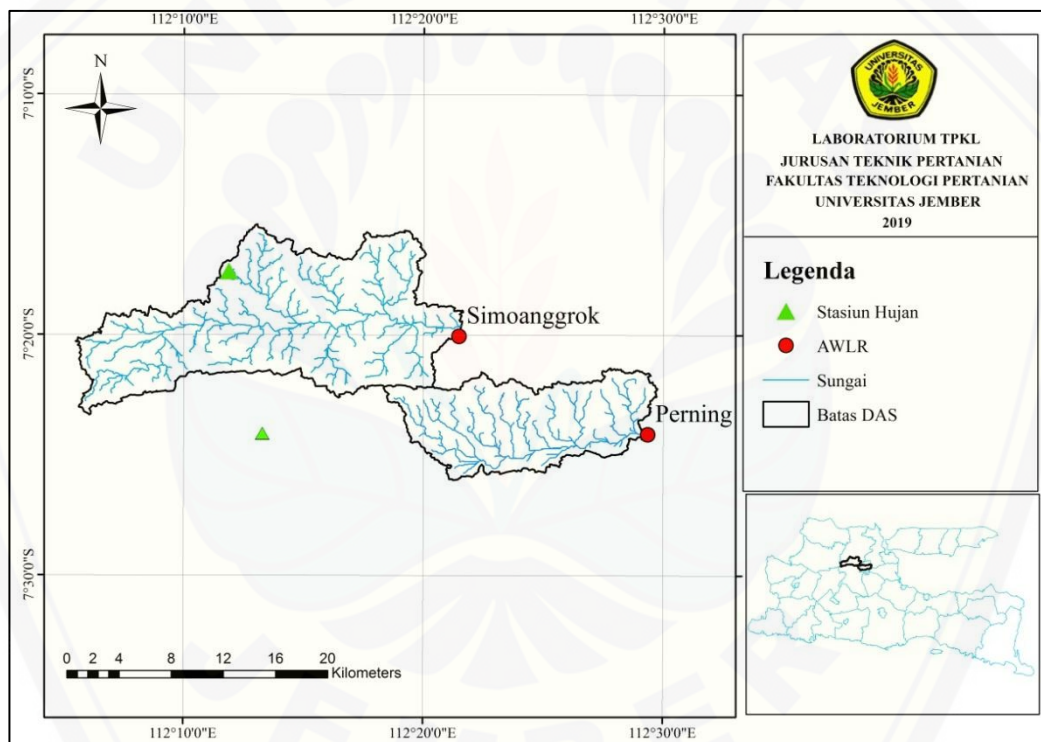 112°10'0"E
112°20'0"E
112°30'0"E
7°10'0"S
7°20'0"S
7°30'0"S
N
Simoanggrok
Perning
0 2 4 8 12 16 20
Kilometers
112°10'0"E
112°20'0"E
112°30'0"E
UNIVERSITAS
JEMBER
LABORATORIUM TPKL
JURUSAN TEKNIK PERTANIAN
FAKULTAS TEKNOLOGI PERTANIAN
UNIVERSITAS JEMBER
2019
Legenda
Stasiun Hujan
AWLR
Sungai
Batas DAS